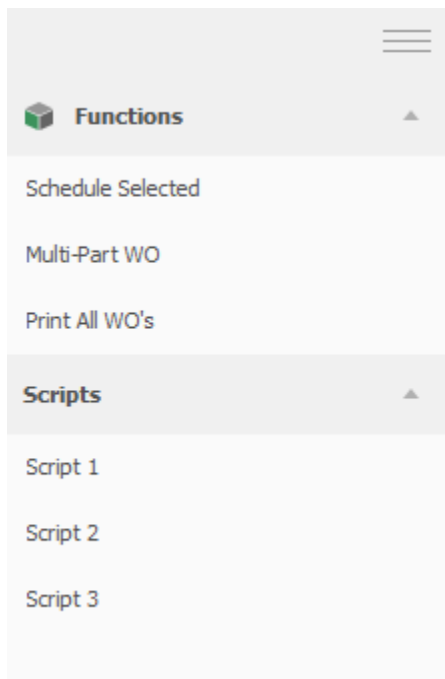 Functions
Schedule Selected
Multi-Part WO
Print All WO's
Scripts
Script 1
Script 2
Script 3